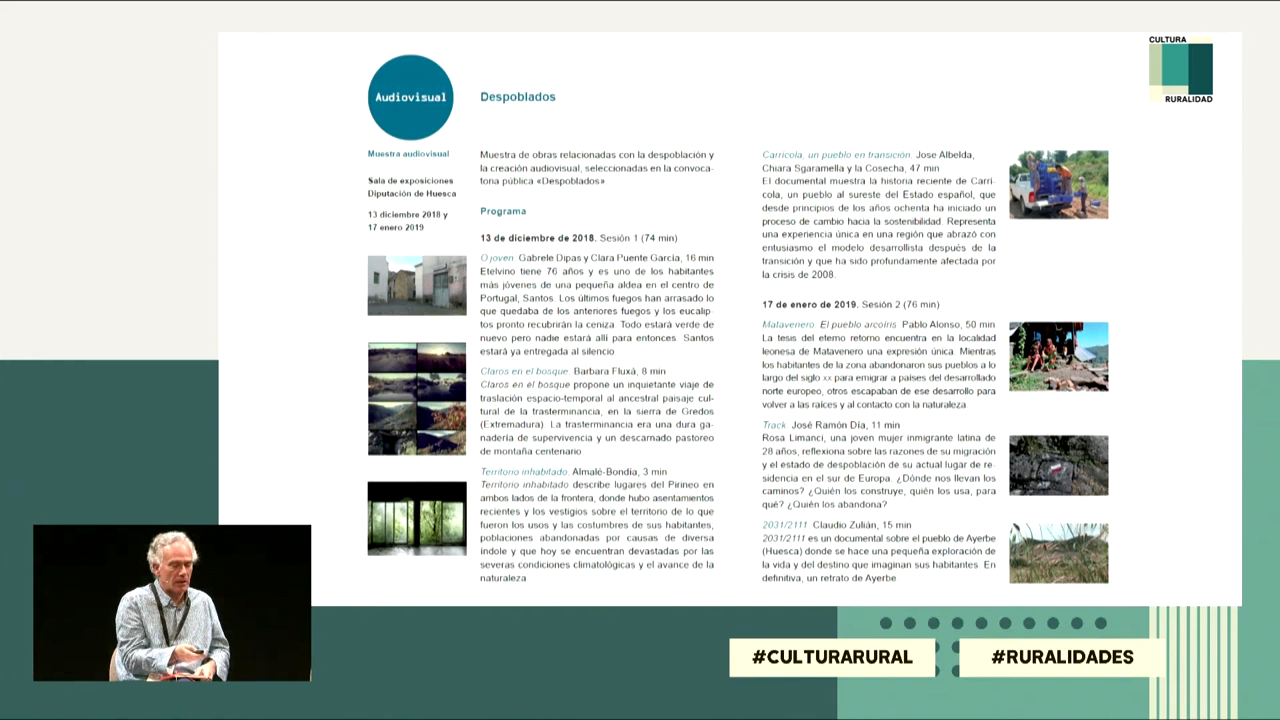 CULTURA
RURALIDAD
Audiovisual
Despoblados
Muestra audiovisual
Sala de exposiciones
Diputación de Huesca
13 diciembre 2018 y
17 enero 2019
Muestra de obras relacionadas con la despoblación y
la creación audiovisual, seleccionadas en la convoca-
toria pública «Despoblados»
Programa
13 de diciembre de 2018. Sesión 1 (74 min)
O joven. Gabriele Dipas y Clara Puente García, 16 min
Etelvino tiene 76 años y es uno de los habitantes
más jóvenes de una pequeña aldea en el centro de
Portugal, Santos. Los últimos fuegos han arrasado lo
que quedaba de los anteriores fuegos y los eucalip-
tos pronto recubrirán la ceniza. Todo estará verde de
nuevo pero nadie estará allí para entonces. Santos
estará ya entregada al silencio
Claros en el bosque. Barbara Fluxá, 8 min
Claros en el bosque propone un inquietante viaje de
traslación espacio-temporal al ancestral paisaje cul-
tural de la trasterminancia, en la sierra de Gredos
(Extremadura). La trasterminancia era una dura ga-
nadería de supervivencia y un descarnado pastoreo
de montaña centenario
Territorio inhabitado. Almalé-Bondía, 3 min
Territorio inhabitado describe lugares del Pirineo en
ambos lados de la frontera, donde hubo asentamientos
recientes y los vestigios sobre el territorio de lo que
fueron los usos y las costumbres de sus habitantes,
poblaciones abandonadas por causas de diversa
índole y que hoy se encuentran devastadas por las
severas condiciones climatológicas y el avance de la
naturaleza
Carrícola, un pueblo en transición. Jose Albelda,
Chiara Sgaramella y la Cosecha, 47 min
El documental muestra la historia reciente de Carrí-
cola, un pueblo al sureste del Estado español, que
desde principios de los años ochenta ha iniciado un
proceso de cambio hacia la sostenibilidad. Representa
una experiencia única en una región que abrazó con
entusiasmo el modelo desarrollista después de la
transición y que ha sido profundamente afectada por
la crisis de 2008.
17 de enero de 2019. Sesión 2 (76 min)
Matavenero. El pueblo arcoíris. Pablo Alonso, 50 min
La tesis del eterno retorno encuentra en la localidad
leonesa de Matavenero una expresión única. Mientras
los habitantes de la zona abandonaron sus pueblos a lo
largo del siglo xx para emigrar a países del desarrollado
norte europeo, otros escapaban de ese desarrollo para
volver a las raíces y al contacto con la naturaleza
Track. José Ramón Día, 11 min
Rosa Limanci, una joven mujer inmigrante latina de
28 años, reflexiona sobre las razones de su migración
y el estado de despoblación de su actual lugar de re-
sidencia en el sur de Europa. ¿Dónde nos llevan los
caminos? ¿Quién los construye, quién los usa, para
qué? ¿Quién los abandona?
2031/2111. Claudio Zulián, 15 min
2031/2111 es un documental sobre el pueblo de Ayerbe
(Huesca) donde se hace una pequeña exploración de
la vida y del destino que imaginan sus habitantes. En
definitiva, un retrato de Ayerbe
#CULTURARURAL
#RURALIDADES